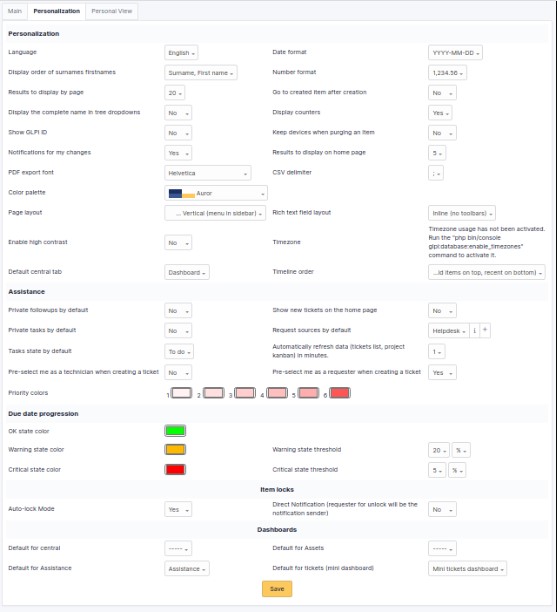 Main Personalization Personal View
Personalization
Language English Date format YYYY-MM-DD
Display order of surnames firstnames Surname, First name Number format 1,234.56
Results to display by page 20 Go to created item after creation No
Display the complete name in tree dropdowns No Display counters Yes
Show GLPI ID No Keep devices when purging an item No
Notifications for my changes Yes Results to display on home page 5
PDF export font Helvetica CSV delimiter ;
Color palette Auror
Page layout ... Vertical (menu in sidebar) Rich text field layout Inline (no toolbars)
Enable high contrast No Timezone Timezone usage has not been activated.
Run the "php bin/console
glpi:database:enable_timezones"
command to activate it.
Default central tab Dashboard Timeline order ...id items on top, recent on bottom)
Assistance
Private followups by default No Show new tickets on the home page No
Private tasks by default No Request sources by default Helpdesk i +
Tasks state by default To do Automatically refresh data (tickets list, project
kanban) in minutes. 1
Pre-select me as a technician when creating a ticket No Pre-select me as a requester when creating a ticket Yes
Priority colors 1 2 3 4 5 6
Due date progression
OK state color
Warning state color Warning state threshold 20 %
Critical state color Critical state threshold 5 %
Item locks
Auto-lock Mode Yes Direct Notification (requester for unlock will be the
notification sender) No
Dashboards
Default for central ----- Default for Assets -----
Default for Assistance Assistance Default for tickets (mini dashboard) Mini tickets dashboard
Save